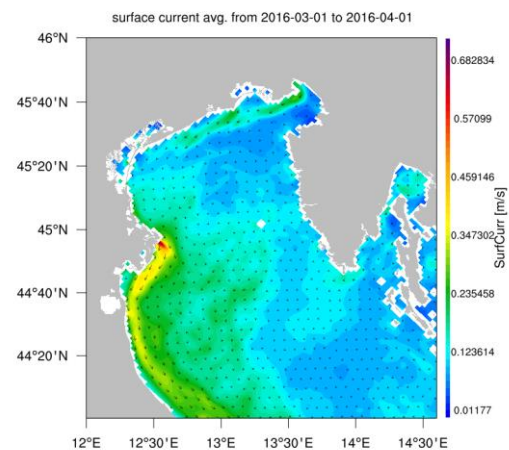 surface current avg. from 2016-03-01 to 2016-04-01
46°N
45°40'N
45°20'N
45°N
44°40'N
44°20'N
12°E
12°30'E
13°E
13°30'E
14°E
14°30'E
0.682834
0.57099
0.459146
0.347302
0.235458
0.123614
0.01177
SurfCurr [m/s]